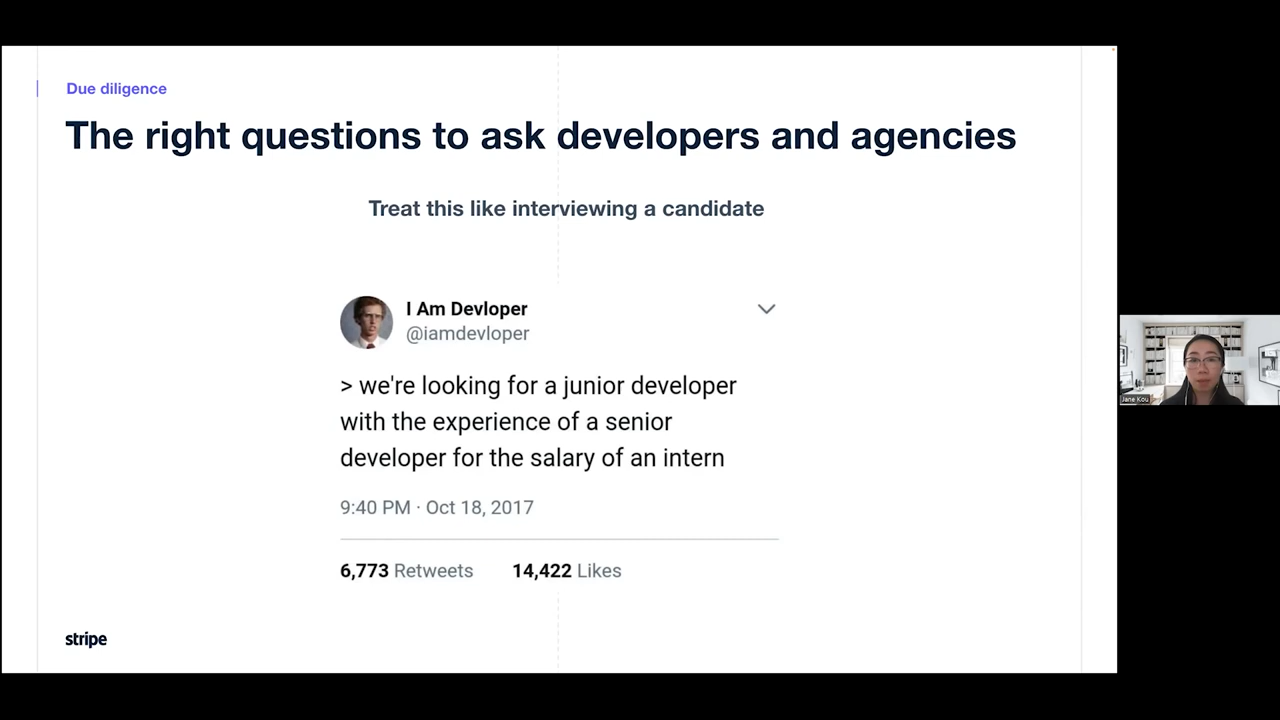 Due diligence
The right questions to ask developers and agencies
Treat this like interviewing a candidate
I Am Devloper
@iamdevloper
> we're looking for a junior developer
with the experience of a senior
developer for the salary of an intern
9:40 PM · Oct 18, 2017
6,773 Retweets 14,422 Likes
stripe
Jane Kou